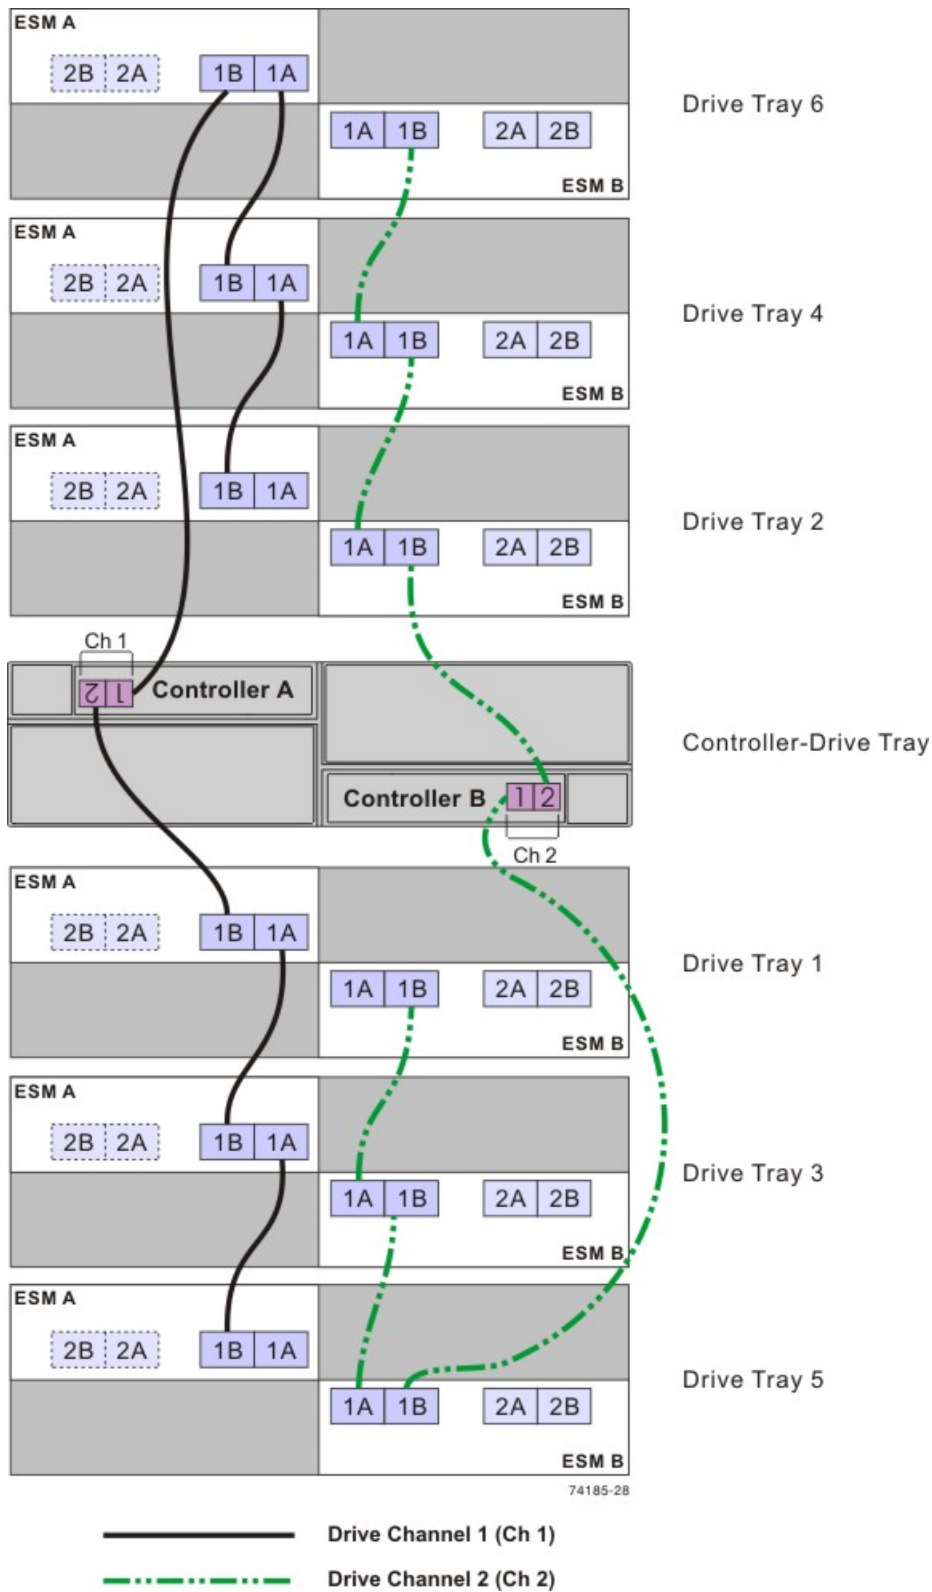 ESM A
2B 2A 1B 1A
Drive Tray 6
1A 1B 2A 2B
ESM B
ESM A
2B 2A 1B 1A
Drive Tray 4
1A 1B 2A 2B
ESM B
ESM A
2B 2A 1B 1A
Drive Tray 2
1A 1B 2A 2B
ESM B
Ch 1
2 1 Controller A
Controller-Drive Tray
Controller B 1 2
Ch 2
ESM A
2B 2A 1B 1A
Drive Tray 1
1A 1B 2A 2B
ESM B
ESM A
2B 2A 1B 1A
Drive Tray 3
1A 1B 2A 2B
ESM B
ESM A
2B 2A 1B 1A
Drive Tray 5
1A 1B 2A 2B
ESM B
74185-28
Drive Channel 1 (Ch 1)
Drive Channel 2 (Ch 2)